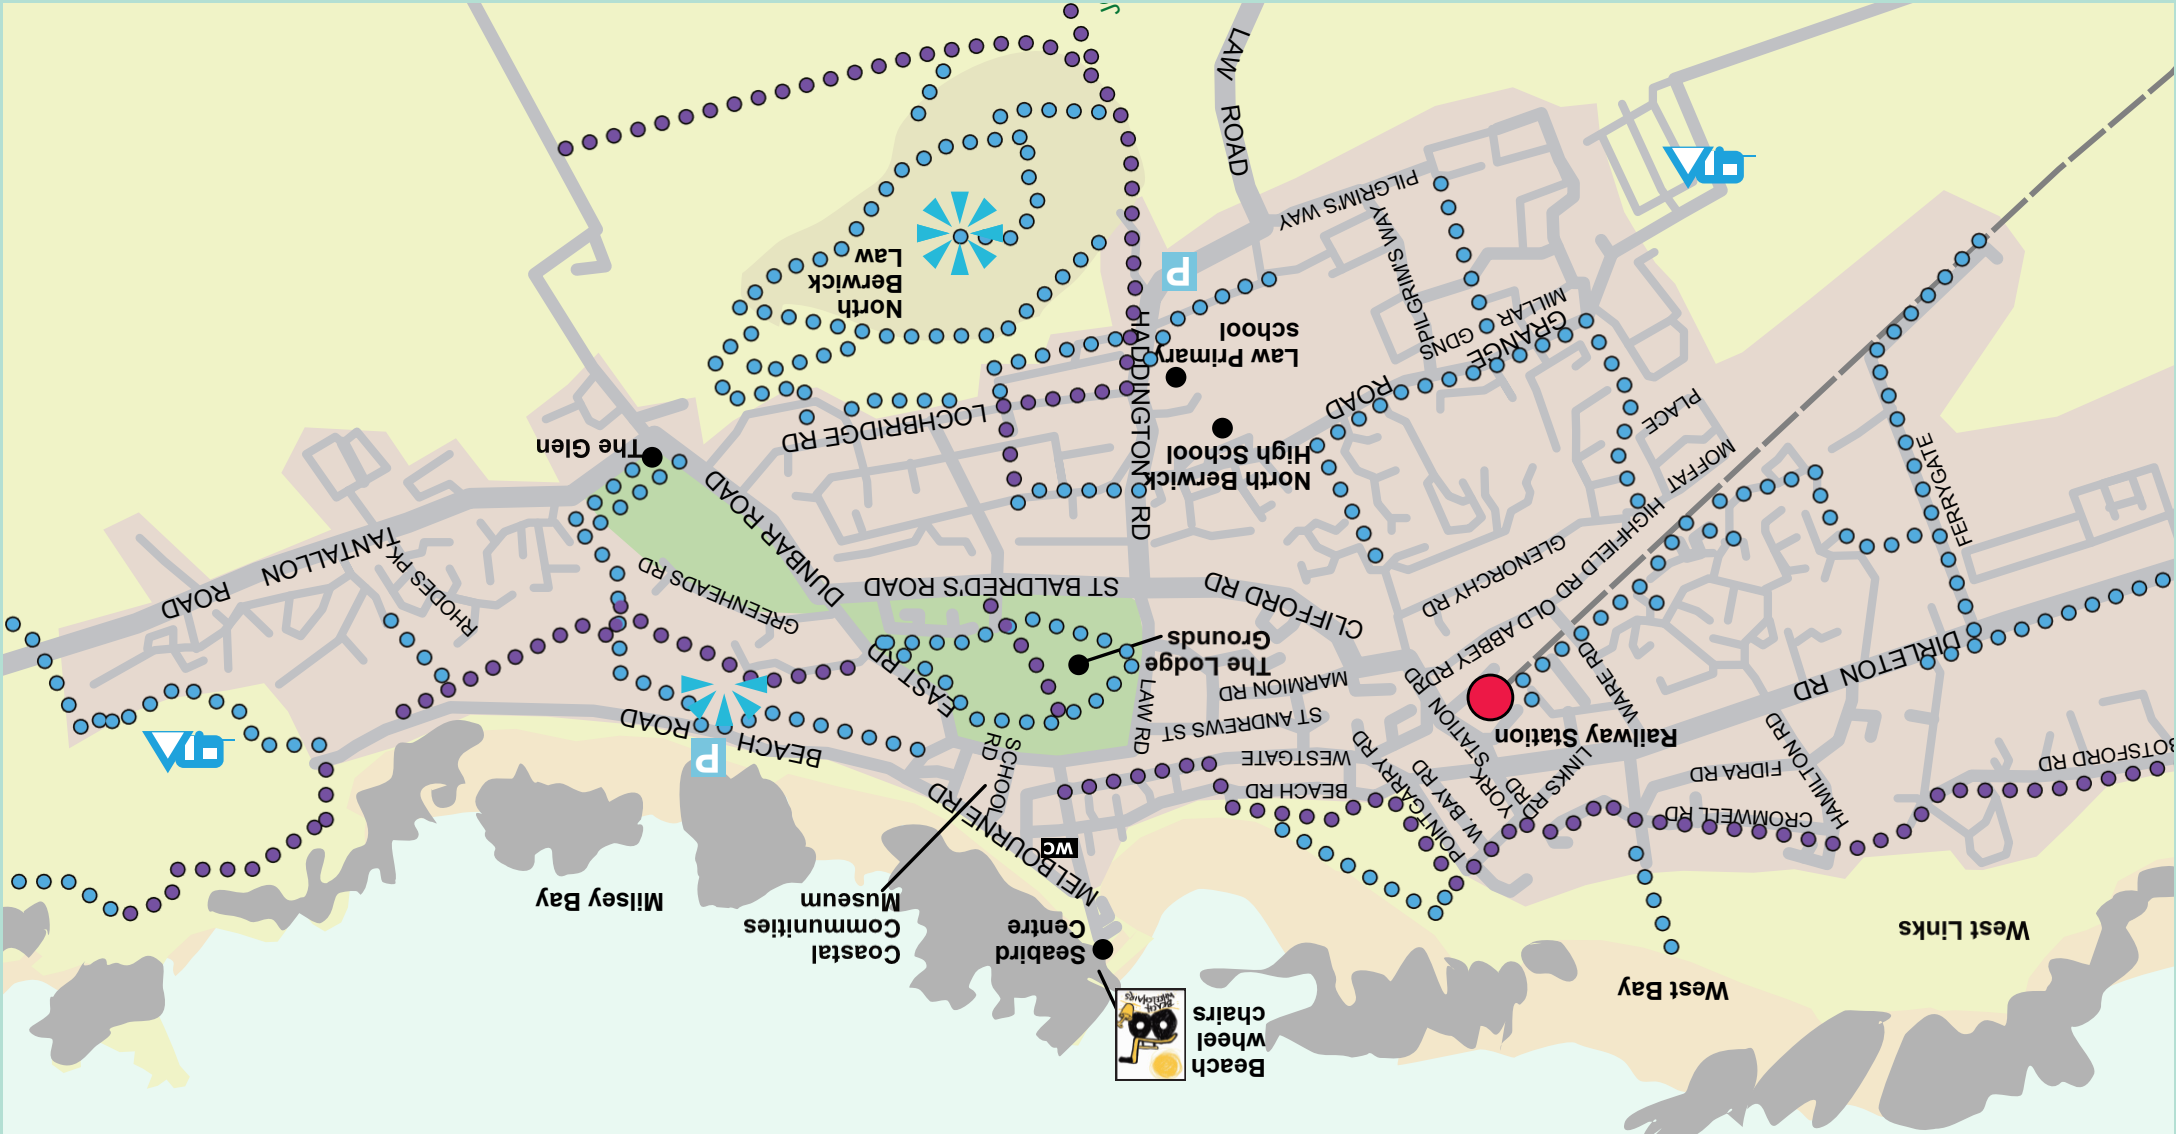 Beach
wheel
chairs
BEACH
WHEELCHAIRS
Seabird
Centre
Coastal
Communities
Museum
Milsey Bay
West Bay
West Links
wc
MELBOURNE RD
SCHOOL
RD
BEACH ROAD
P
BEACH RD
WESTGATE
ST ANDREWS ST
MARMION RD
LAW RD
POINTGARRY RD
W. BAY RD
YORK RD
STATION RD
LINKS RD
CROMWELL RD
HAMILTON RD
FIDRA RD
BOTSFORD RD
Railway Station
WARE RD
DIRLETON RD
FERRYGATE
OLD ABBEY RD
HIGHFIELD RD
MOFFAT
PLACE
GLENORCHY RD
CLIFFORD RD
The Lodge
Grounds
EAST RD
ST BALDRED'S ROAD
DUNBAR ROAD
GREENHEADS RD
RHODES PK
TANTALLON ROAD
The Glen
LOCHBRIDGE RD
HADDINGTON RD
North Berwick
High School
Law Primary
school
GRANGE ROAD
MILLAR GDNS
PILGRIM'S WAY
PILGRIM'S WAY
P
North
Berwick
Law
LAW ROAD